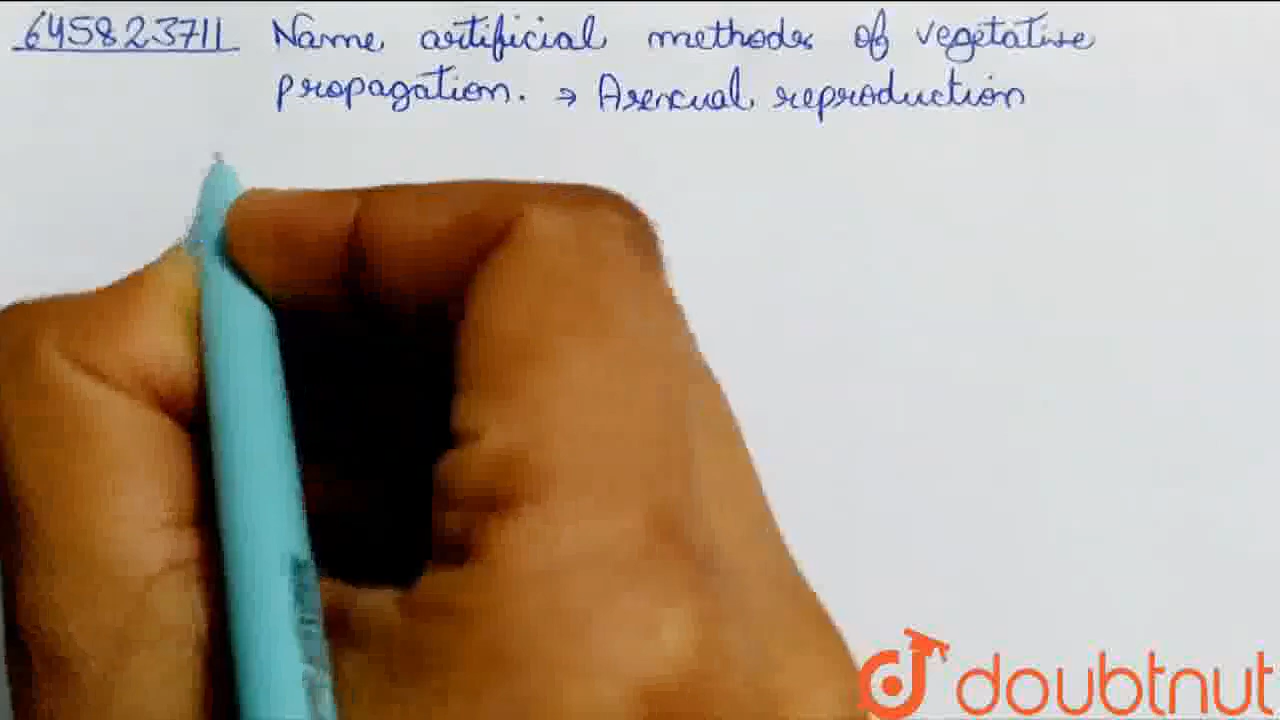 645823711 Name artificial methods of vegetative
propagation. → Asexual reproduction
doubtnut